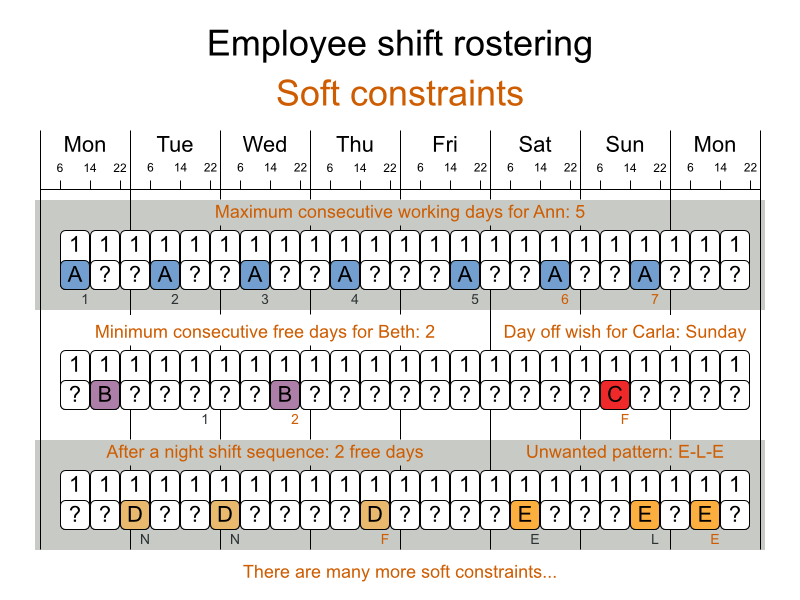 Employee shift rostering
Soft constraints
Mon Tue Wed Thu Fri Sat Sun Mon
6 14 22 6 14 22 6 14 22 6 14 22 6 14 22 6 14 22 6 14 22 6 14 22
Maximum consecutive working days for Ann: 5
1 1 1 1 1 1 1 1 1 1 1 1 1 1 1 1 1 1 1 1 1 1 1
A ? ? A ? ? A ? ? A ? ? ? A ? ? A ? ? A ? ? ?
1 2 3 4 5 6 7
Minimum consecutive free days for Beth: 2 Day off wish for Carla: Sunday
1 1 1 1 1 1 1 1 1 1 1 1 1 1 1 1 1 1 1 1 1 1 1
? B ? ? ? ? ? B ? ? ? ? ? ? ? ? ? ? C ? ? ? ?
1 2 F
After a night shift sequence: 2 free days Unwanted pattern: E-L-E
1 1 1 1 1 1 1 1 1 1 1 1 1 1 1 1 1 1 1 1 1 1 1
? ? D ? ? D ? ? ? ? D ? ? ? ? E ? ? ? E ? E ?
N N F E L E
There are many more soft constraints...